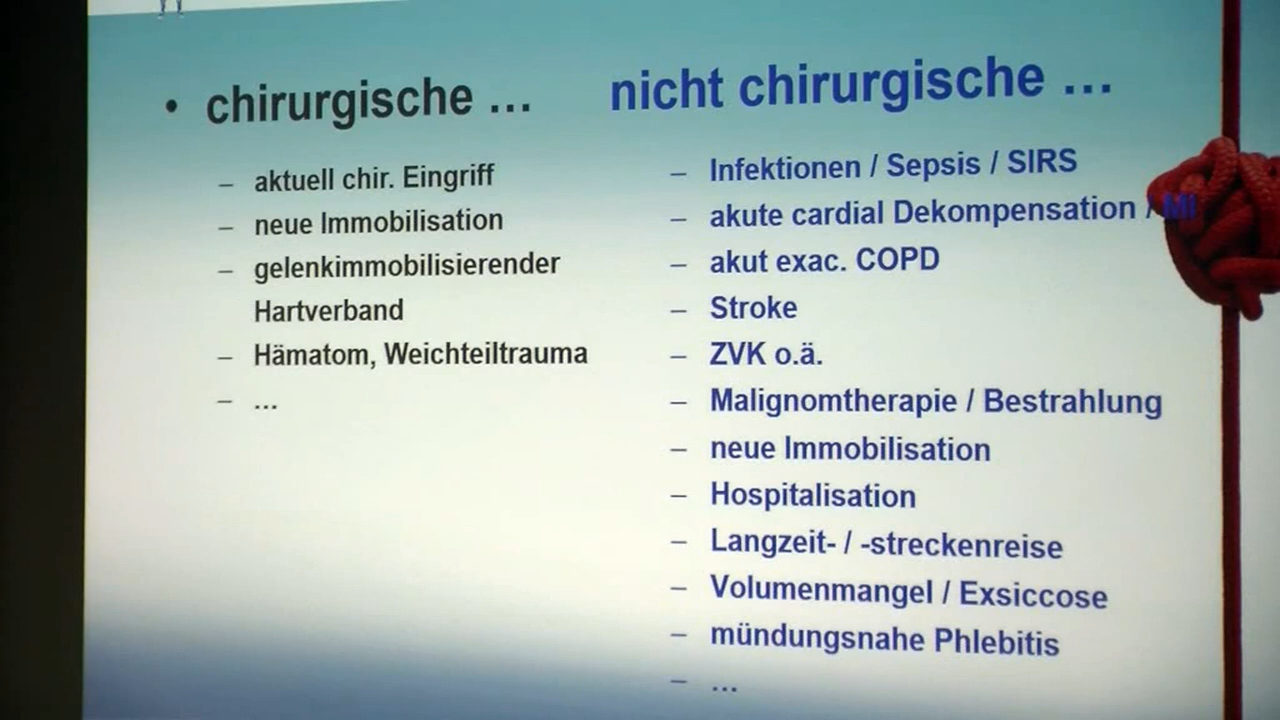 • chirurgische ...
– aktuell chir. Eingriff
– neue Immobilisation
– gelenkimmobilisierender
Hartverband
– Hämatom, Weichteiltrauma
– ...
nicht chirurgische ...
– Infektionen / Sepsis / SIRS
– akute cardial Dekompensation / MI
– akut exac. COPD
– Stroke
– ZVK o.ä.
– Malignomtherapie / Bestrahlung
– neue Immobilisation
– Hospitalisation
– Langzeit- / -streckenreise
– Volumenmangel / Exsiccose
– mündungsnahe Phlebitis
– ...